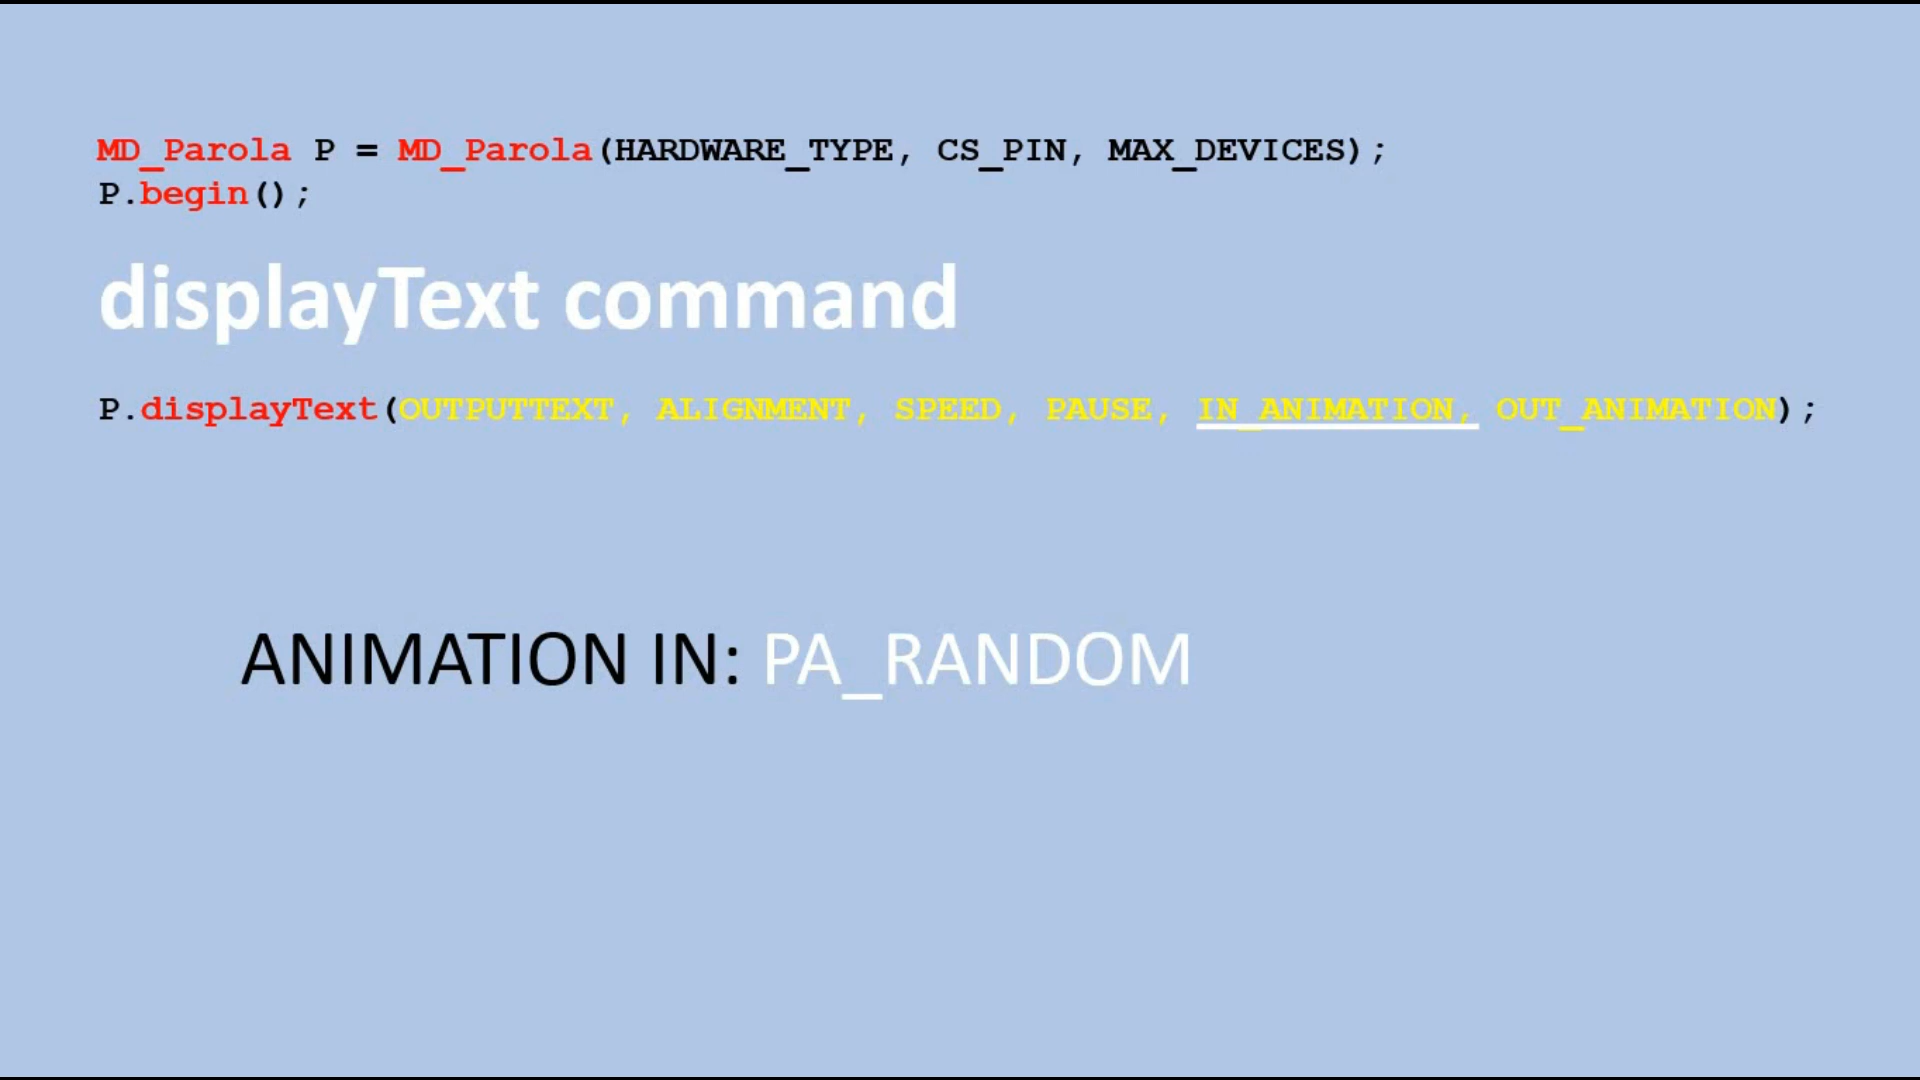 MD_Parola P = MD_Parola(HARDWARE_TYPE, CS_PIN, MAX_DEVICES);
P.begin();
displayText command
P.displayText(OUTPUTTEXT, ALIGNMENT, SPEED, PAUSE, IN_ANIMATION, OUT_ANIMATION);
ANIMATION IN: PA_RANDOM